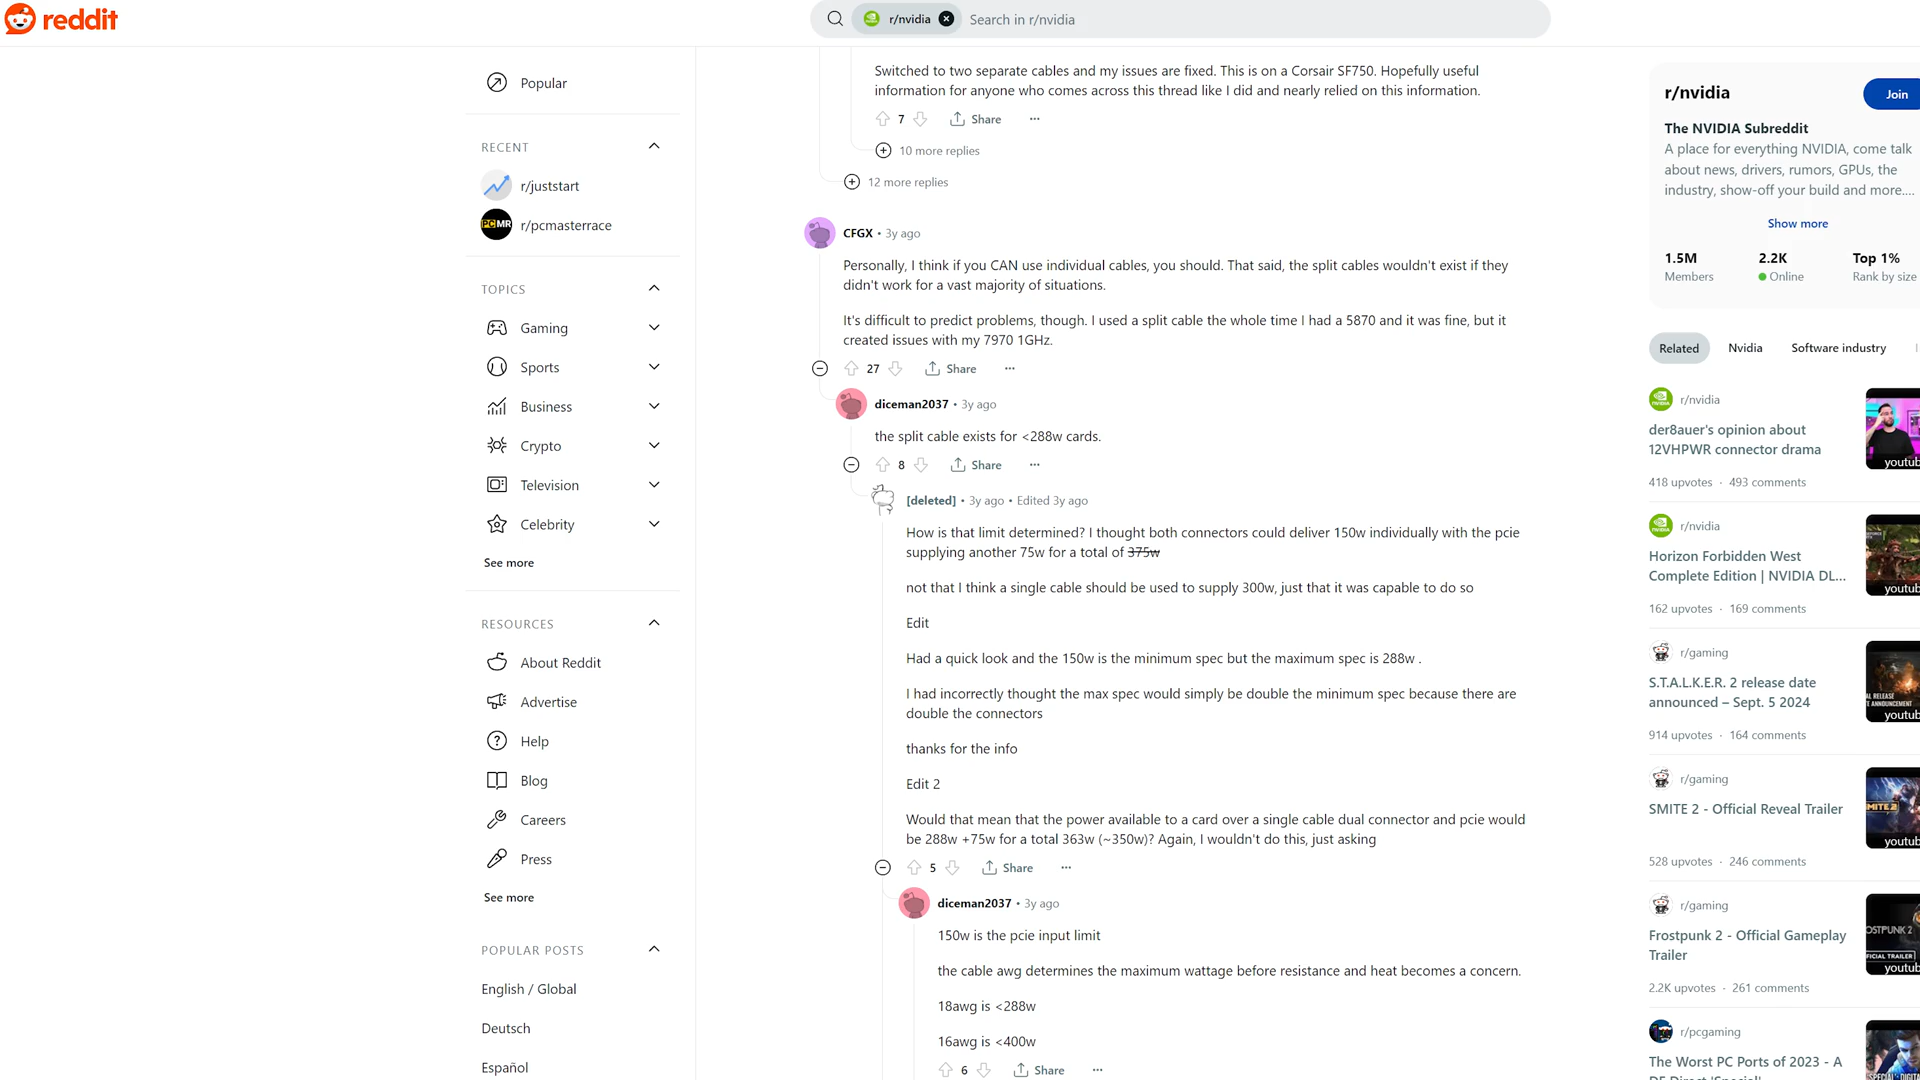 reddit
r/nvidia
Search in r/nvidia
Popular
RECENT
r/juststart
PCMR
r/pcmasterrace
TOPICS
Gaming
Sports
Business
Crypto
Television
Celebrity
See more
RESOURCES
About Reddit
Advertise
Help
Blog
Careers
Press
See more
POPULAR POSTS
English / Global
Deutsch
Español
Switched to two separate cables and my issues are fixed. This is on a Corsair SF750. Hopefully useful
information for anyone who comes across this thread like I did and nearly relied on this information.
7
Share
10 more replies
12 more replies
CFGX • 3y ago
Personally, I think if you CAN use individual cables, you should. That said, the split cables wouldn't exist if they
didn't work for a vast majority of situations.
It's difficult to predict problems, though. I used a split cable the whole time I had a 5870 and it was fine, but it
created issues with my 7970 1GHz.
27
Share
diceman2037 • 3y ago
the split cable exists for <288w cards.
8
Share
[deleted] • 3y ago • Edited 3y ago
How is that limit determined? I thought both connectors could deliver 150w individually with the pcie
supplying another 75w for a total of 375w
not that I think a single cable should be used to supply 300w, just that it was capable to do so
Edit
Had a quick look and the 150w is the minimum spec but the maximum spec is 288w .
I had incorrectly thought the max spec would simply be double the minimum spec because there are
double the connectors
thanks for the info
Edit 2
Would that mean that the power available to a card over a single cable dual connector and pcie would
be 288w +75w for a total 363w (~350w)? Again, I wouldn't do this, just asking
5
Share
diceman2037 • 3y ago
150w is the pcie input limit
the cable awg determines the maximum wattage before resistance and heat becomes a concern.
18awg is <288w
16awg is <400w
6
Share
r/nvidia
Join
The NVIDIA Subreddit
A place for everything NVIDIA, come talk
about news, drivers, rumors, GPUs, the
industry, show-off your build and more....
Show more
1.5M
2.2K
Top 1%
Members
Online
Rank by size
Related
Nvidia
Software industry
r/nvidia
der8auer's opinion about
12VHPWR connector drama
youtub
418 upvotes · 493 comments
r/nvidia
Horizon Forbidden West
Complete Edition | NVIDIA DL...
youtub
162 upvotes · 169 comments
r/gaming
S.T.A.L.K.E.R. 2 release date
announced – Sept. 5 2024
youtub
914 upvotes · 164 comments
r/gaming
SMITE 2 - Official Reveal Trailer
youtub
528 upvotes · 246 comments
r/gaming
Frostpunk 2 - Official Gameplay
Trailer
OSTPUNK 2
FICIAL TRAILER
youtub
2.2K upvotes · 261 comments
r/pcgaming
The Worst PC Ports of 2023 - A